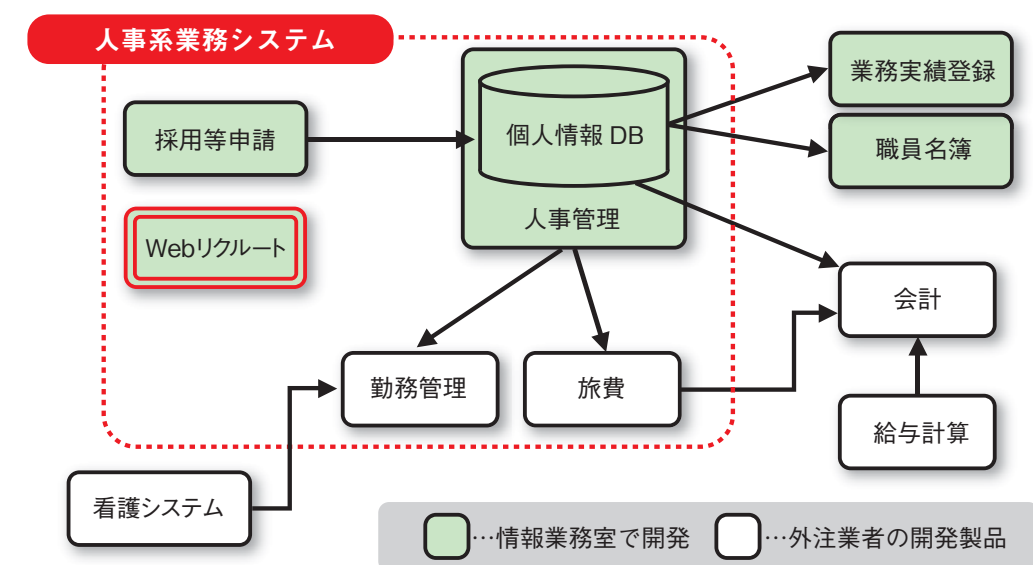 人事系業務システム
業務実績登録
採用等申請
個人情報 DB
職員名簿
人事管理
Webリクルート
会計
勤務管理
旅費
給与計算
看護システム
…情報業務室で開発
…外注業者の開発製品